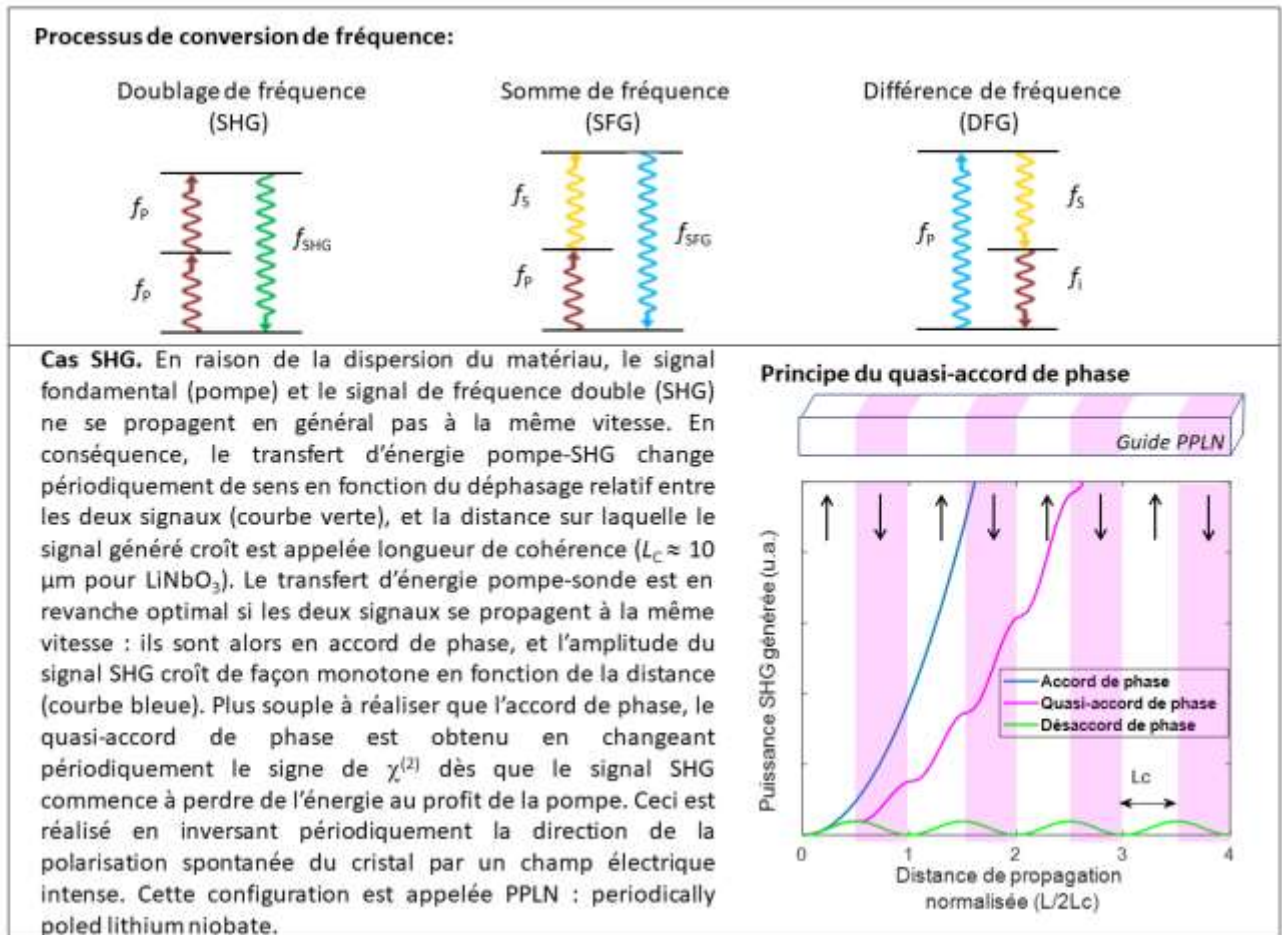 Processus de conversion de fréquence:
Doublage de fréquence
(SHG)
Somme de fréquence
(SFG)
Différence de fréquence
(DFG)
fP
fP
fSHG
fS
fP
fSFG
fP
fS
fi
Cas SHG. En raison de la dispersion du matériau, le signal
fondamental (pompe) et le signal de fréquence double (SHG)
ne se propagent en général pas à la même vitesse. En
conséquence, le transfert d'énergie pompe-SHG change
périodiquement de sens en fonction du déphasage relatif entre
les deux signaux (courbe verte), et la distance sur laquelle le
signal généré croît est appelée longueur de cohérence (LC ≈ 10
µm pour LiNbO3). Le transfert d'énergie pompe-sonde est en
revanche optimal si les deux signaux se propagent à la même
vitesse : ils sont alors en accord de phase, et l'amplitude du
signal SHG croît de façon monotone en fonction de la distance
(courbe bleue). Plus souple à réaliser que l'accord de phase, le
quasi-accord de phase est obtenu en changeant
périodiquement le signe de χ(2) dès que le signal SHG
commence à perdre de l'énergie au profit de la pompe. Ceci est
réalisé en inversant périodiquement la direction de la
polarisation spontanée du cristal par un champ électrique
intense. Cette configuration est appelée PPLN : periodically
poled lithium niobate.
Principe du quasi-accord de phase
Guide PPLN
Puissance SHG générée (u.a.)
Accord de phase
Quasi-accord de phase
Désaccord de phase
Lc
0 1 2 3 4
Distance de propagation
normalisée (L/2Lc)